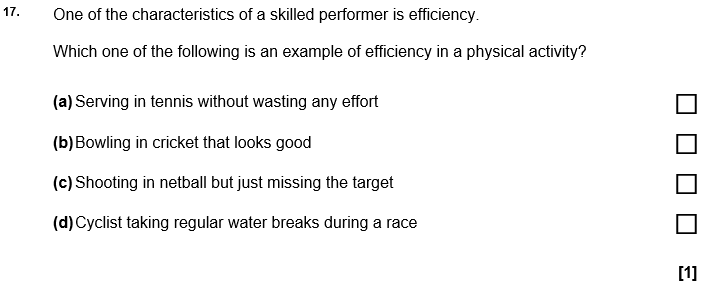 17. One of the characteristics of a skilled performer is efficiency.
Which one of the following is an example of efficiency in a physical activity?
(a) Serving in tennis without wasting any effort
(b) Bowling in cricket that looks good
(c) Shooting in netball but just missing the target
(d) Cyclist taking regular water breaks during a race
[1]